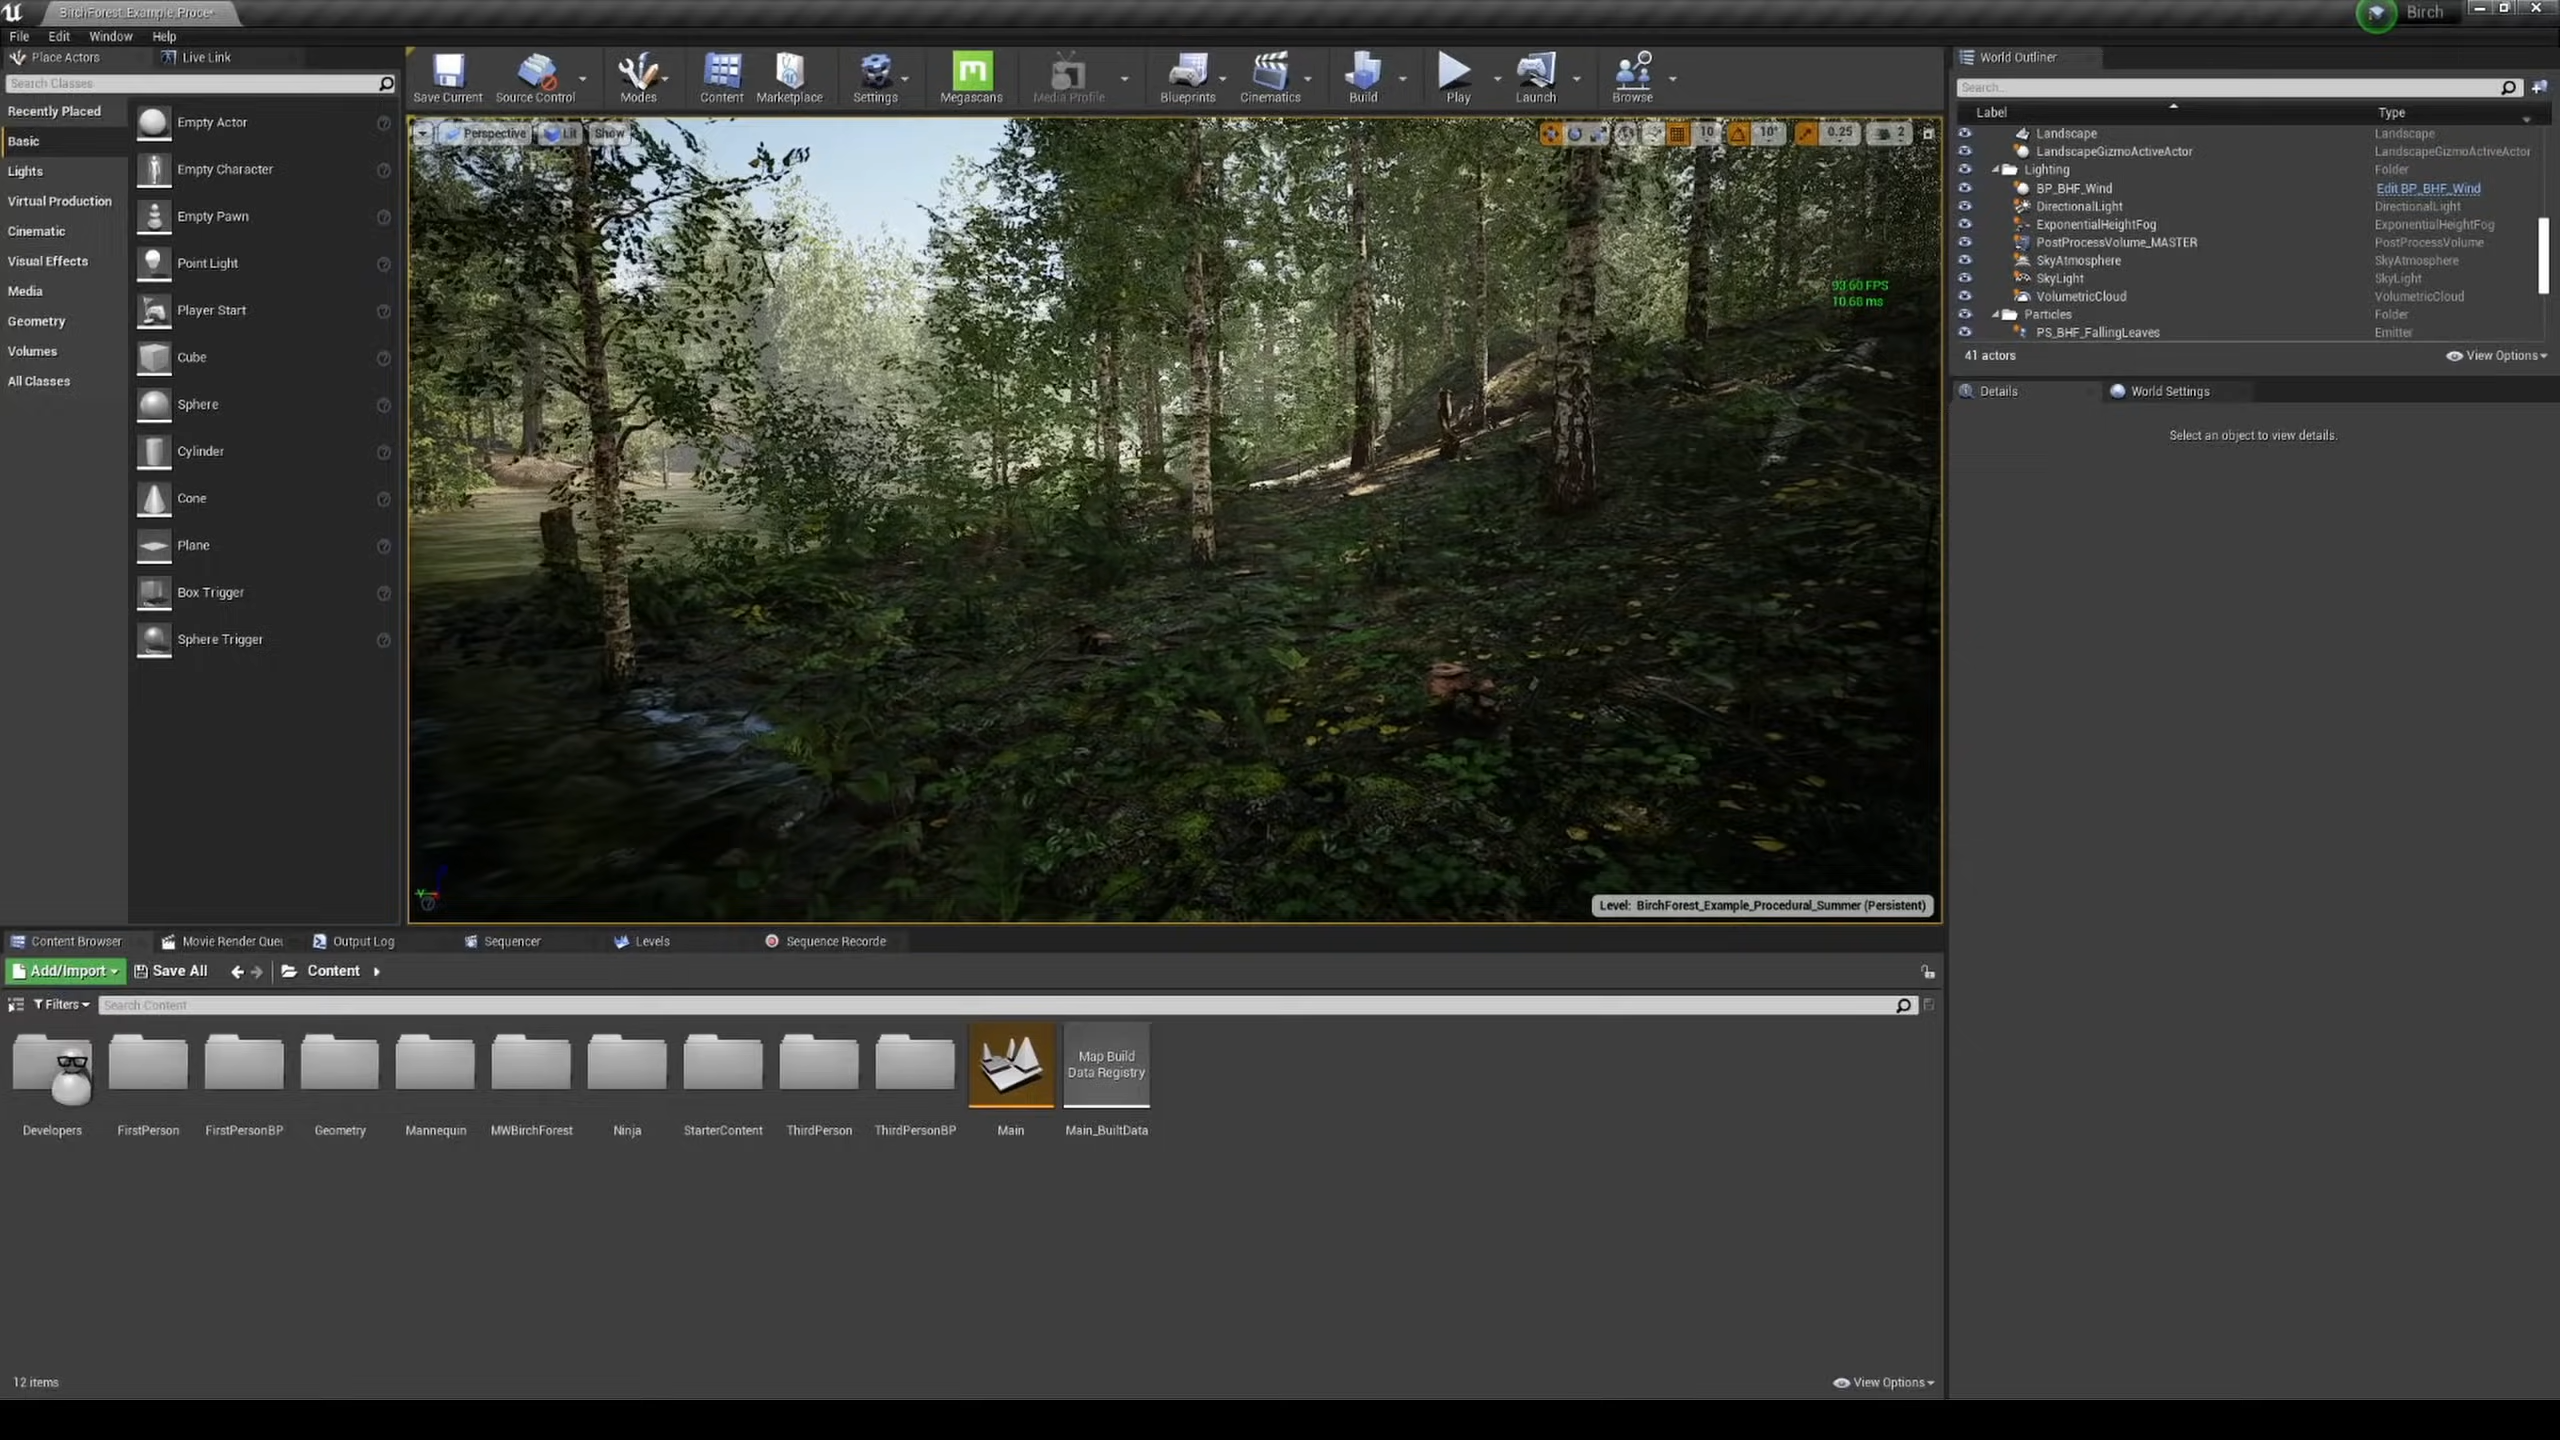 BirchForest_Example_Proce*
Birch
File Edit Window Help
Place Actors
Live Link
Search Classes
Recently Placed
Basic
Lights
Virtual Production
Cinematic
Visual Effects
Media
Geometry
Volumes
All Classes
Empty Actor
Empty Character
Empty Pawn
Point Light
Player Start
Cube
Sphere
Cylinder
Cone
Plane
Box Trigger
Sphere Trigger
Save Current
Source Control
Modes
Content
Marketplace
Settings
Megascans
Media Profile
Blueprints
Cinematics
Build
Play
Launch
Browse
Perspective
Lit
Show
10
10°
0.25
2
93.60 FPS
10.68 ms
Level: BirchForest_Example_Procedural_Summer (Persistent)
World Outliner
Search...
Label Type
Landscape Landscape
LandscapeGizmoActiveActor LandscapeGizmoActiveActor
Lighting Folder
BP_BHF_Wind Edit BP_BHF_Wind
DirectionalLight DirectionalLight
ExponentialHeightFog ExponentialHeightFog
PostProcessVolume_MASTER PostProcessVolume
SkyAtmosphere SkyAtmosphere
SkyLight SkyLight
VolumetricCloud VolumetricCloud
Particles Folder
PS_BHF_FallingLeaves Emitter
41 actors
View Options
Details
World Settings
Select an object to view details.
Content Browser
Movie Render Que
Output Log
Sequencer
Levels
Sequence Recorde
Add/Import
Save All
Content
Filters
Search Content
Map Build
Data Registry
Developers
FirstPerson
FirstPersonBP
Geometry
Mannequin
MWBirchForest
Ninja
StarterContent
ThirdPerson
ThirdPersonBP
Main
Main_BuiltData
12 items
View Options